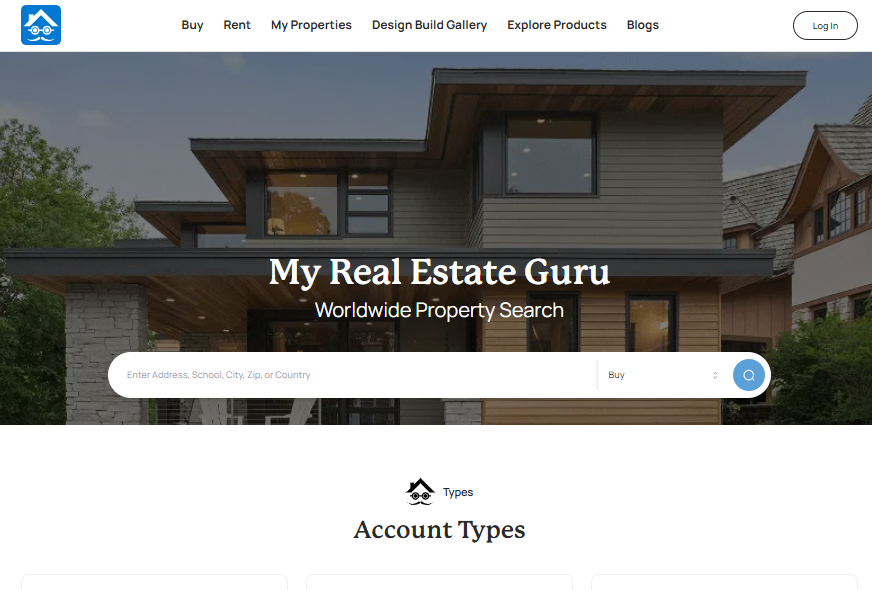 Buy Rent My Properties Design Build Gallery Explore Products Blogs Log In
My Real Estate Guru
Worldwide Property Search
Enter Address, School, City, Zip, or Country Buy
Types
Account Types